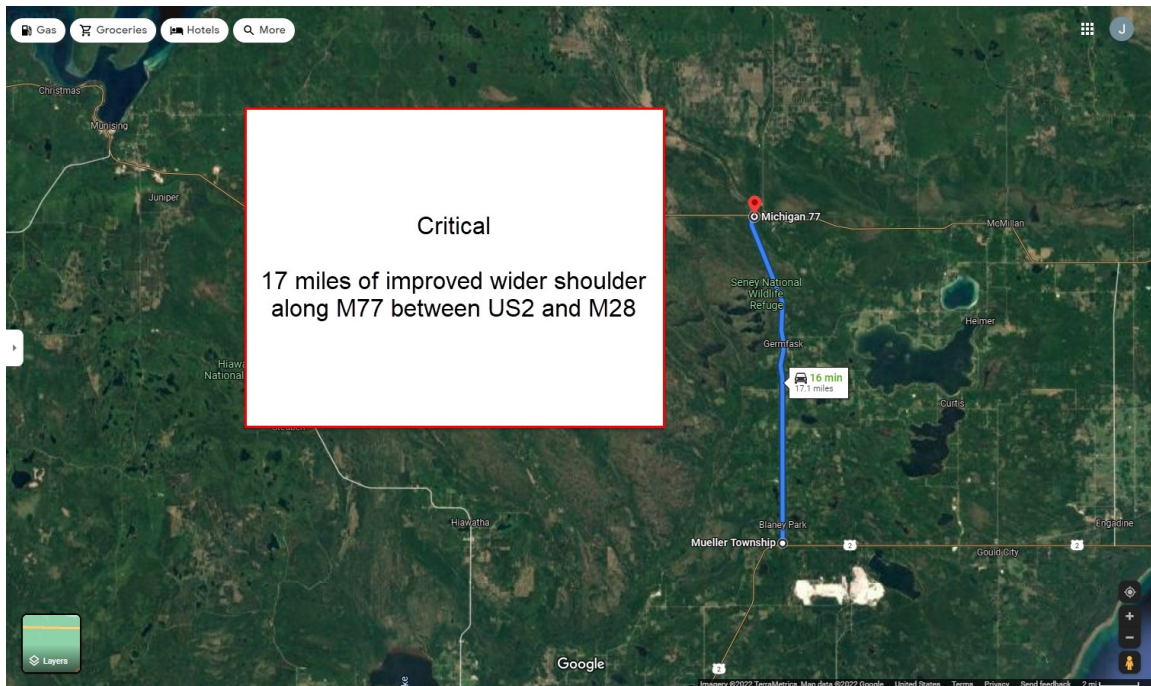 Gas
Groceries
Hotels
More
J
Christmas
Munising
Juniper
Critical
17 miles of improved wider shoulder
along M77 between US2 and M28
Michigan 77
McMillan
Seney National
Wildlife
Refuge
Helmer
Germfask
Hiawa
National
16 min
17.1 miles
Curtis
Steuben
Hiawatha
Blaney Park
Engadine
Mueller Township
2
2
Gould City
2
Layers
Google
Imagery ©2022 TerraMetrics, Map data ©2022 Google United States Terms Privacy Send feedback 2 mi